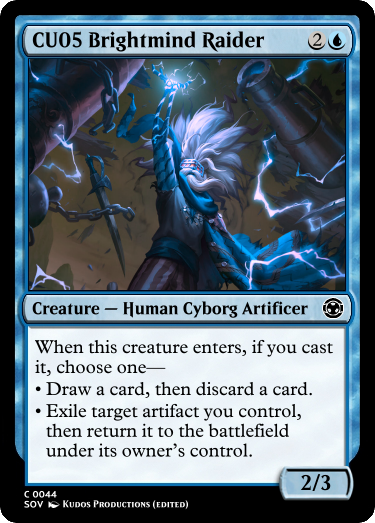 CU05 Brightmind Raider 2
Creature — Human Cyborg Artificer
When this creature enters, if you cast
it, choose one—
• Draw a card, then discard a card.
• Exile target artifact you control,
then return it to the battlefield
under its owner's control.
2/3
C 0044
SOV Kudos Productions (edited)